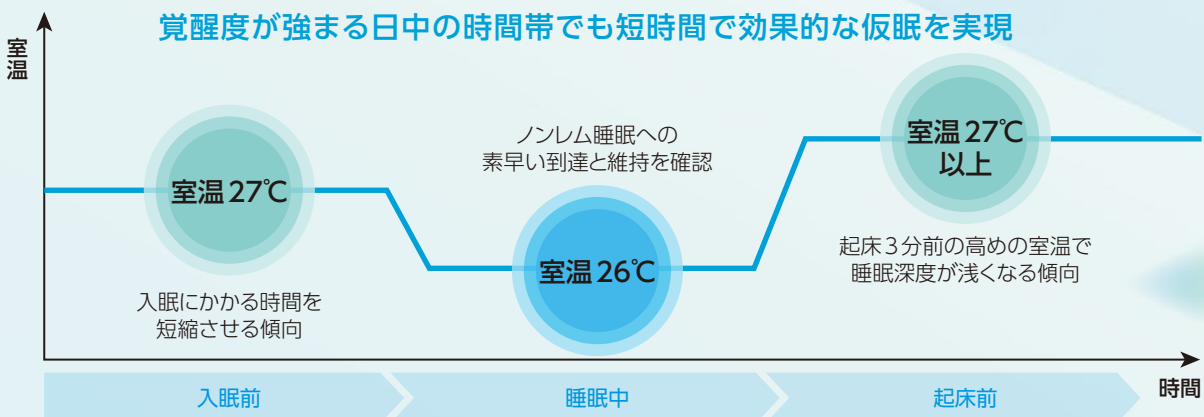 覚醒度が強まる日中の時間帯でも短時間で効果的な仮眠を実現
室温
室温27℃
入眠にかかる時間を
短縮させる傾向
ノンレム睡眠への
素早い到達と維持を確認
室温26℃
室温27℃
以上
起床3分前の高めの室温で
睡眠深度が浅くなる傾向
時間
入眠前
睡眠中
起床前